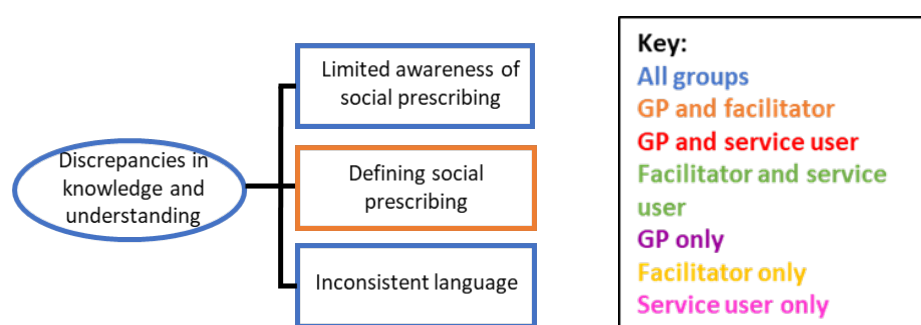 Discrepancies in
knowledge and
understanding
Limited awareness of
social prescribing
Defining social
prescribing
Inconsistent language
Key:
All groups
GP and facilitator
GP and service user
Facilitator and service
user
GP only
Facilitator only
Service user only